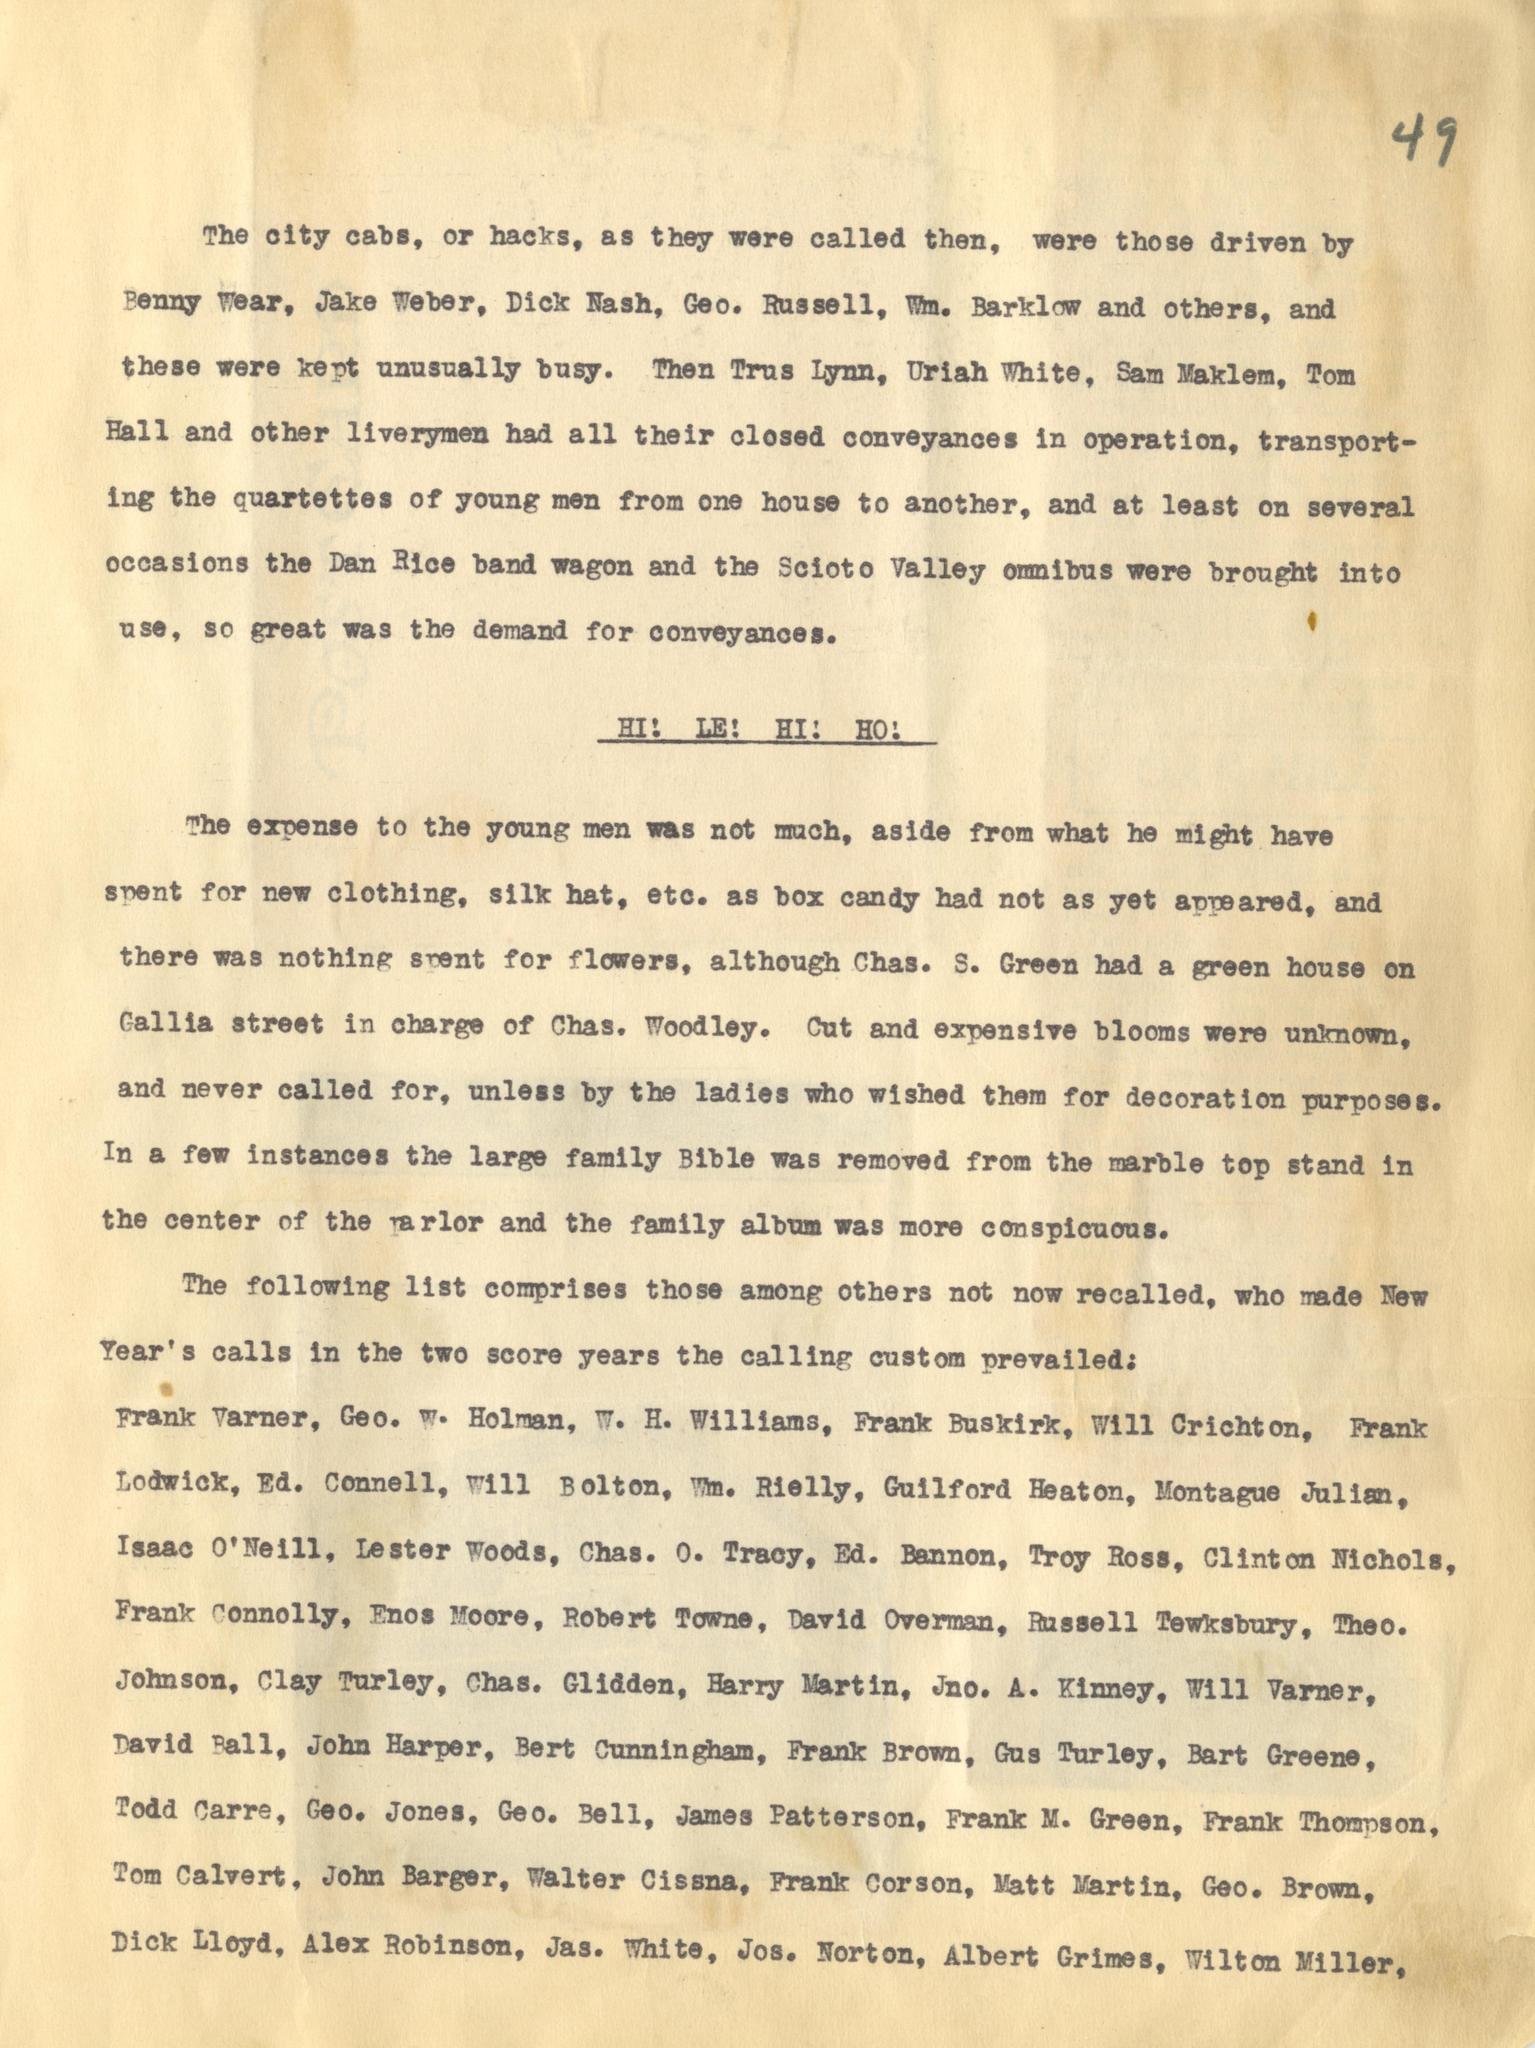 49
The city cabs, or hacks, as they were called then, were those driven by
Benny Wear, Jake Weber, Dick Nash, Geo. Russell, Wm. Barklow and others, and
these were kept unusually busy. Then Trus Lynn, Uriah White, Sam Maklem, Tom
Hall and other liverymen had all their closed conveyances in operation, transport-
ing the quartettes of young men from one house to another, and at least on several
occasions the Dan Rice band wagon and the Scioto Valley omnibus were brought into
use, so great was the demand for conveyances.
HI! LE! HI! HO!
The expense to the young men was not much, aside from what he might have
spent for new clothing, silk hat, etc. as box candy had not as yet appeared, and
there was nothing spent for flowers, although Chas. S. Green had a green house on
Gallia street in charge of Chas. Woodley. Cut and expensive blooms were unknown,
and never called for, unless by the ladies who wished them for decoration purposes.
In a few instances the large family Bible was removed from the marble top stand in
the center of the parlor and the family album was more conspicuous.
The following list comprises those among others not now recalled, who made New
Year's calls in the two score years the calling custom prevailed:
Frank Varner, Geo. W. Holman, W. H. Williams, Frank Buskirk, Will Crichton, Frank
Lodwick, Ed. Connell, Will Bolton, Wm. Rielly, Guilford Heaton, Montague Julian,
Isaac O'Neill, Lester Woods, Chas. O. Tracy, Ed. Bannon, Troy Ross, Clinton Nichols,
Frank Connolly, Enos Moore, Robert Towne, David Overman, Russell Tewksbury, Theo.
Johnson, Clay Turley, Chas. Glidden, Harry Martin, Jno. A. Kinney, Will Varner,
David Ball, John Harper, Bert Cunningham, Frank Brown, Gus Turley, Bart Greene,
Todd Carre, Geo. Jones, Geo. Bell, James Patterson, Frank M. Green, Frank Thompson,
Tom Calvert, John Barger, Walter Cissna, Frank Corson, Matt Martin, Geo. Brown,
Dick Lloyd, Alex Robinson, Jas. White, Jos. Norton, Albert Grimes, Wilton Miller,